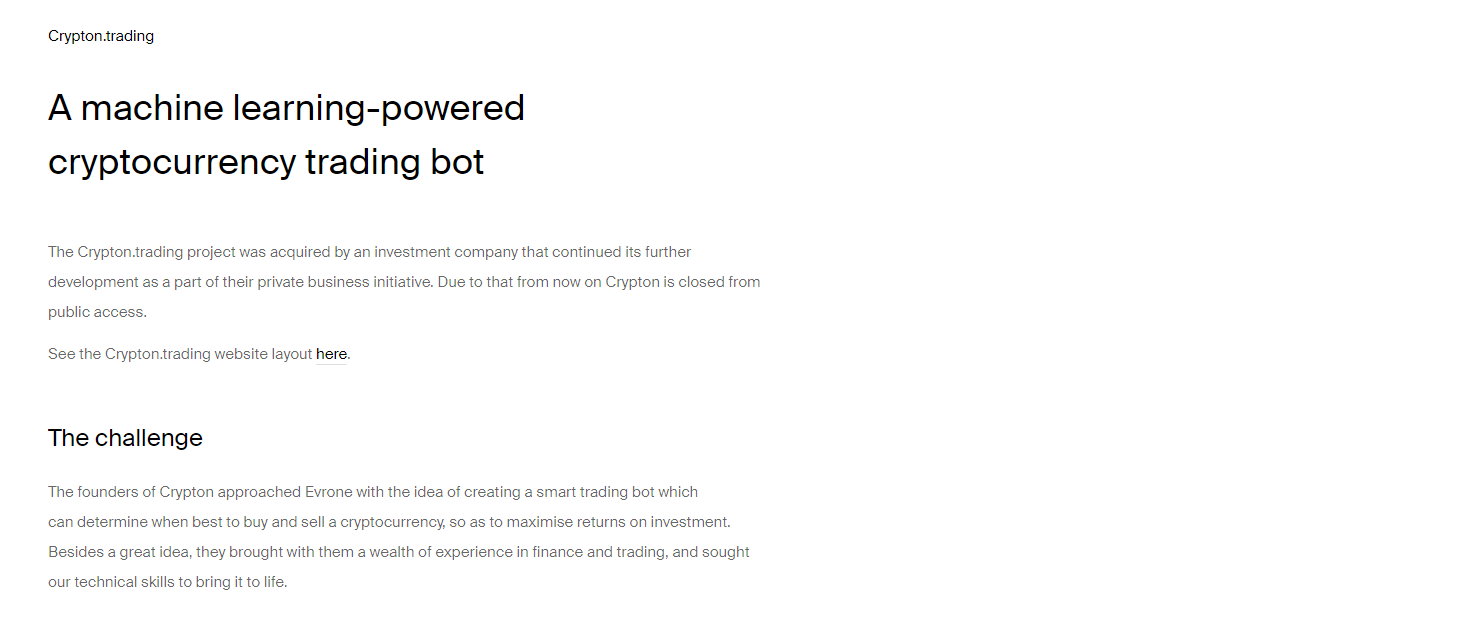 Crypton.trading
A machine learning-powered
cryptocurrency trading bot
The Crypton.trading project was acquired by an investment company that continued its further
development as a part of their private business initiative. Due to that from now on Crypton is closed from
public access.
See the Crypton.trading website layout here.
The challenge
The founders of Crypton approached Evrone with the idea of creating a smart trading bot which
can determine when best to buy and sell a cryptocurrency, so as to maximise returns on investment.
Besides a great idea, they brought with them a wealth of experience in finance and trading, and sought
our technical skills to bring it to life.